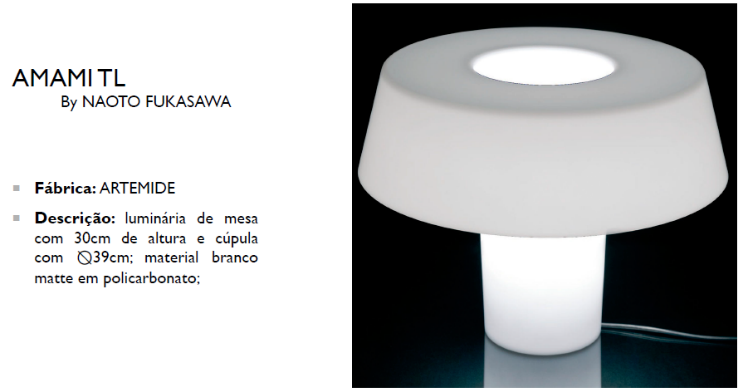 AMAMI TL
By NAOTO FUKASAWA
Fábrica: ARTEMIDE
Descrição: luminária de mesa
com 30cm de altura e cúpula
com ⦰39cm; material branco
matte em policarbonato;